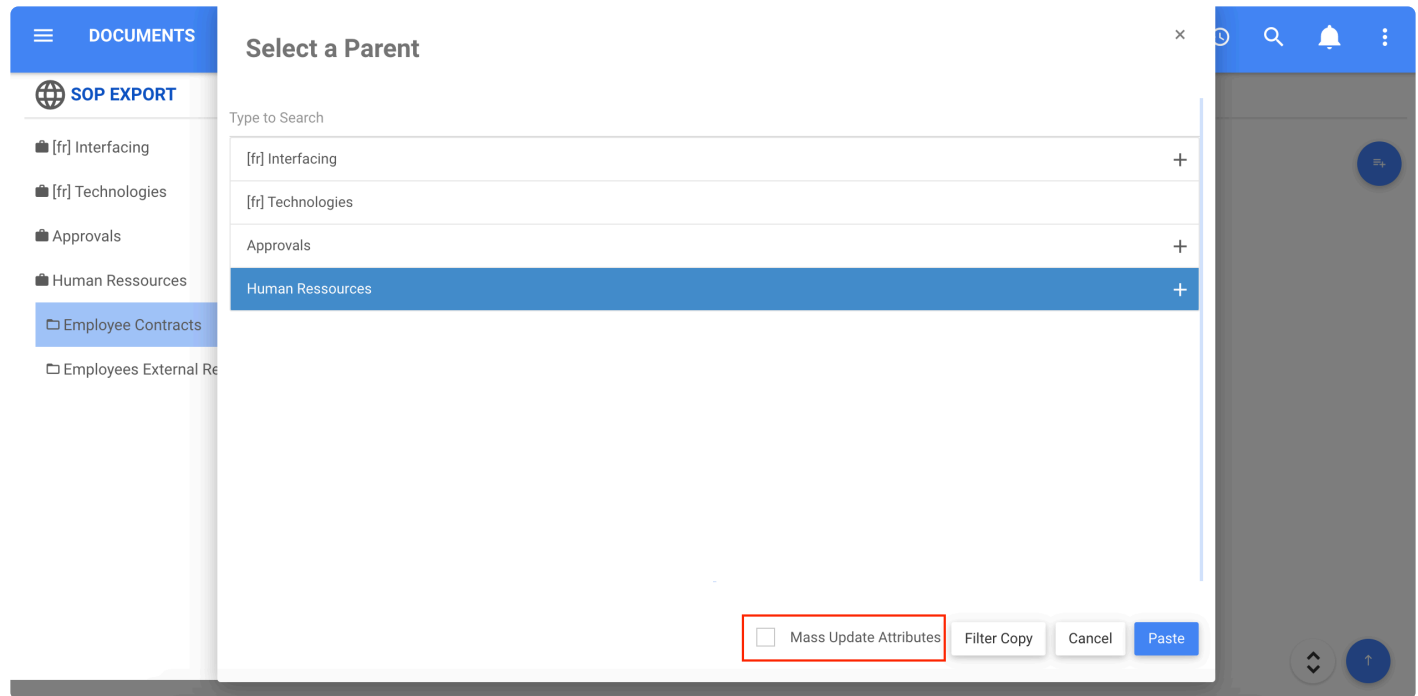 DOCUMENTS
SOP EXPORT
[fr] Interfacing
[fr] Technologies
Approvals
Human Ressources
Employee Contracts
Employees External Re
Select a Parent
×
Type to Search
[fr] Interfacing +
[fr] Technologies
Approvals +
Human Ressources +
Mass Update Attributes Filter Copy Cancel Paste